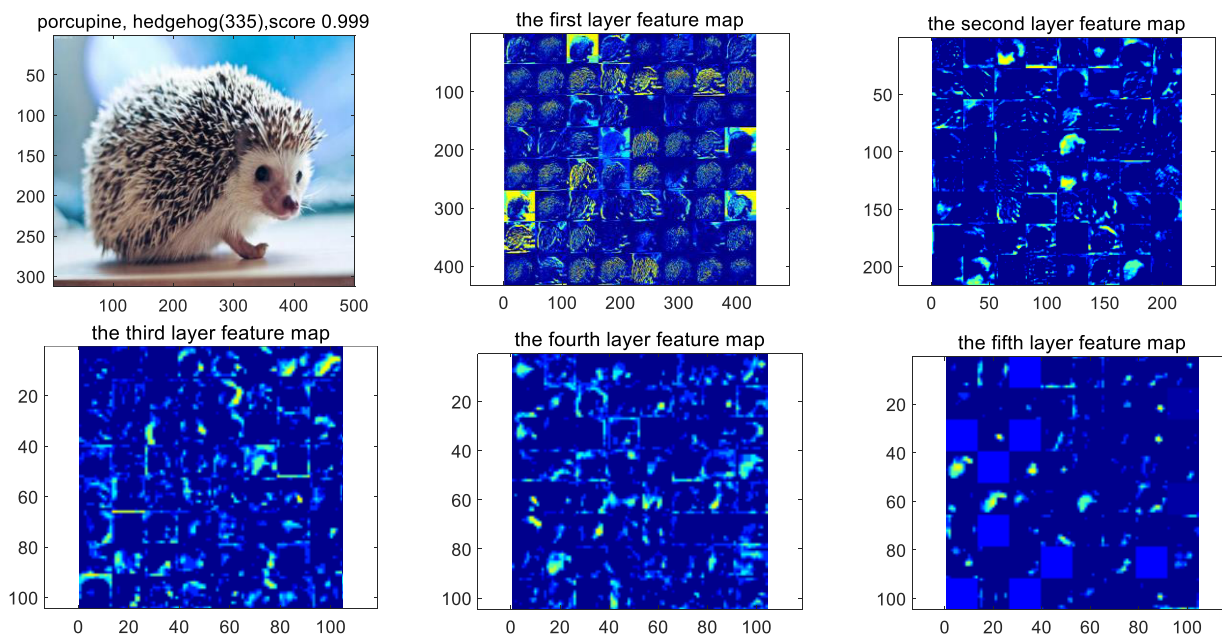 porcupine, hedgehog(335),score 0.999
50
100
150
200
250
300
100 200 300 400 500
the first layer feature map
100
200
300
400
0 100 200 300 400
the second layer feature map
50
100
150
200
0 50 100 150 200
the third layer feature map
20
40
60
80
100
0 20 40 60 80 100
the fourth layer feature map
20
40
60
80
100
0 20 40 60 80 100
the fifth layer feature map
20
40
60
80
100
0 20 40 60 80 100